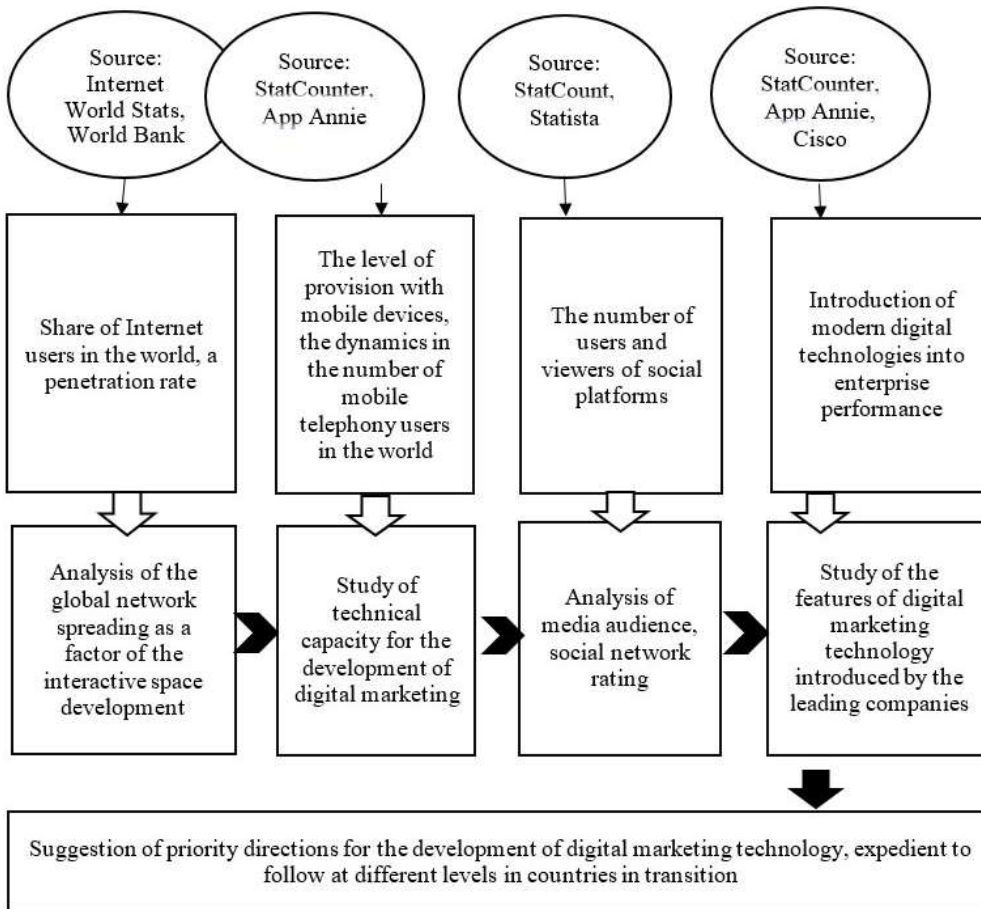 Source:
Internet
World Stats,
World Bank
Source:
StatCounter,
App Annie
Source:
StatCount,
Statista
Source:
StatCounter,
App Annie,
Cisco
Share of Internet
users in the world, a
penetration rate
The level of
provision with
mobile devices,
the dynamics in
the number of
mobile
telephony users
in the world
The number of
users and
viewers of social
platforms
Introduction of
modern digital
technologies into
enterprise
performance
Analysis of the
global network
spreading as a
factor of the
interactive space
development
Study of
technical
capacity for the
development of
digital marketing
Analysis of
media audience,
social network
rating
Study of the
features of digital
marketing
technology
introduced by the
leading companies
Suggestion of priority directions for the development of digital marketing technology, expedient to
follow at different levels in countries in transition